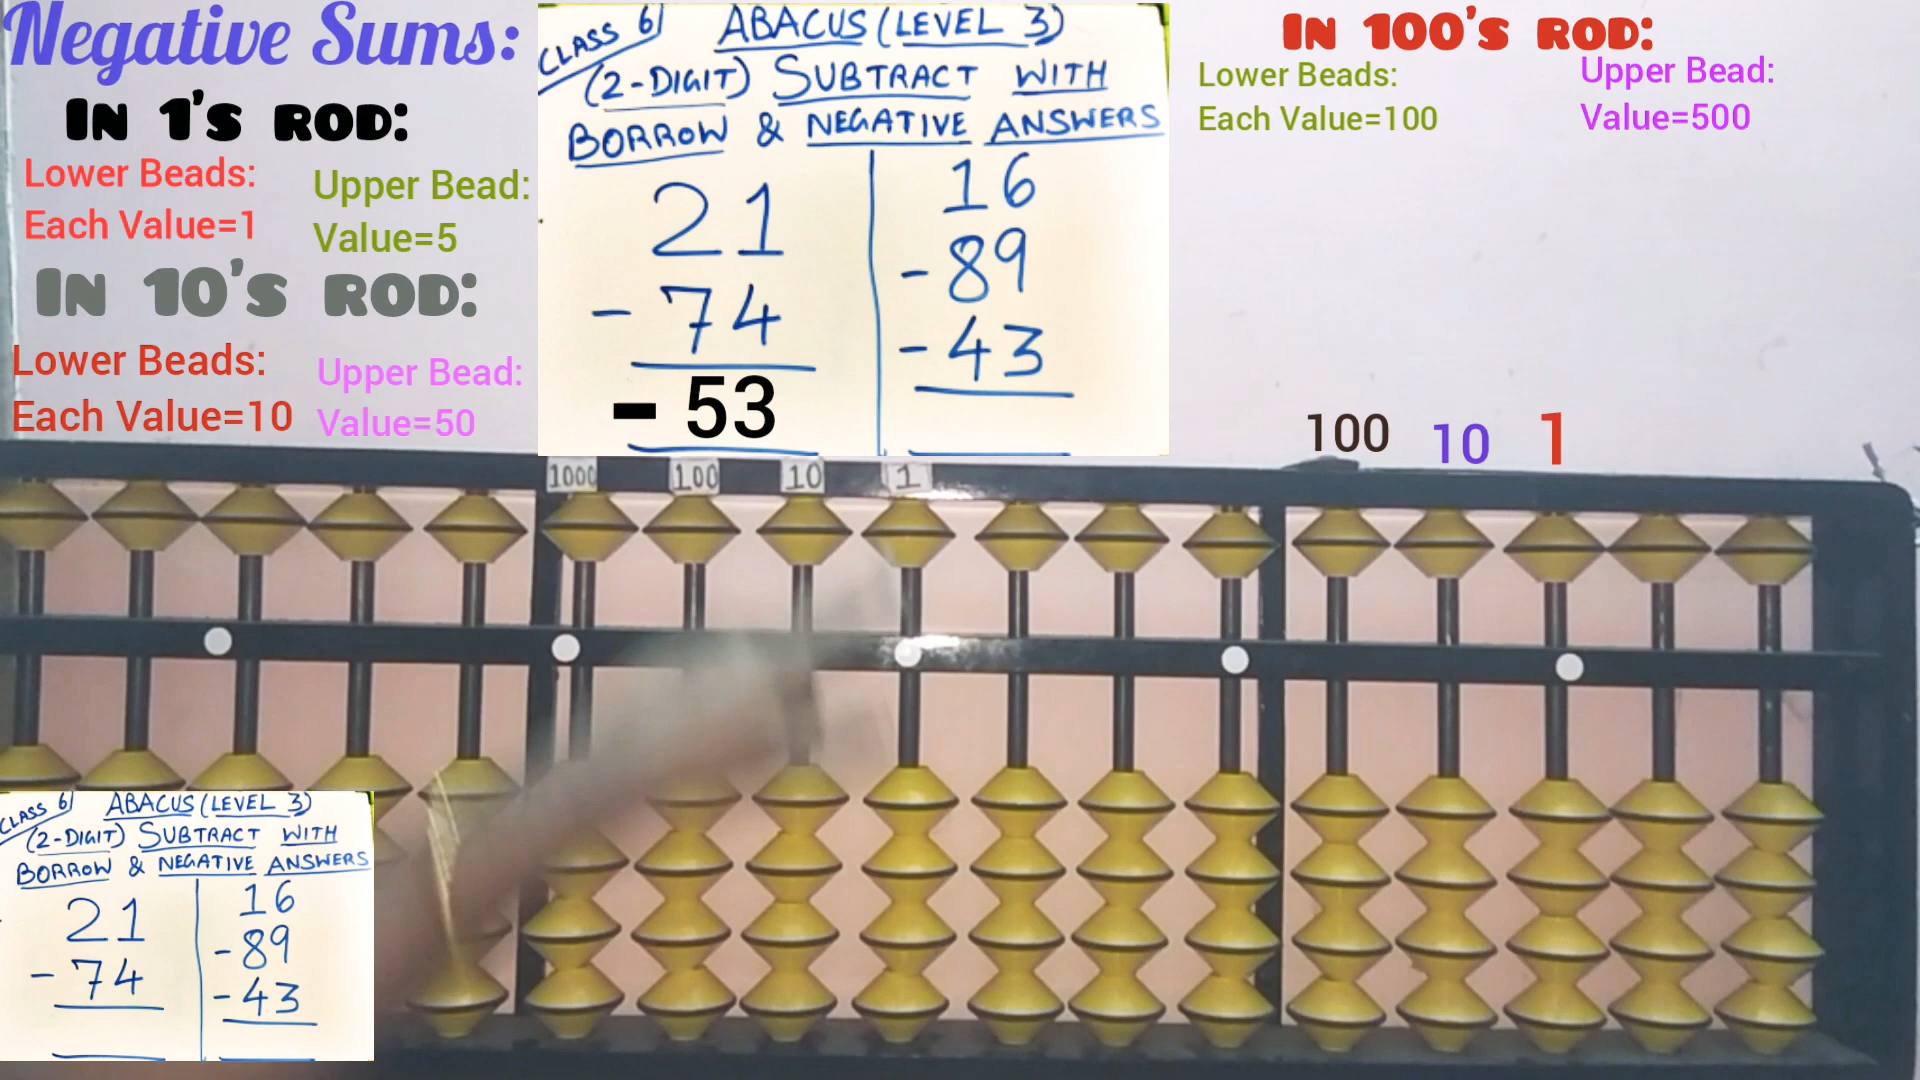 Negative Sums:
In 1's rod:
Lower Beads:
Each Value=1
Upper Bead:
Value=5
In 10's rod:
Lower Beads:
Each Value=10
Upper Bead:
Value=50
CLASS 6
ABACUS (LEVEL 3)
(2-DIGIT) SUBTRACT WITH
BORROW & NEGATIVE ANSWERS
21
- 74
- 53
16
- 89
- 43
In 100's rod:
Lower Beads:
Each Value=100
Upper Bead:
Value=500
100 10 1
1000 100 10 1
CLASS 6
ABACUS (LEVEL 3)
(2-DIGIT) SUBTRACT WITH
BORROW & NEGATIVE ANSWERS
21
- 74
16
- 89
- 43